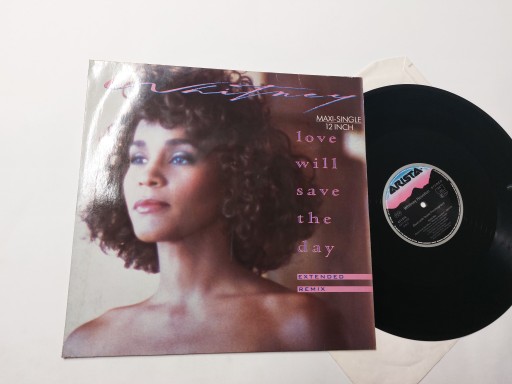 Whitney
MAXI-SINGLE
12 INCH
love
will
save
the
day
EXTENDED
REMIX
ARISTA